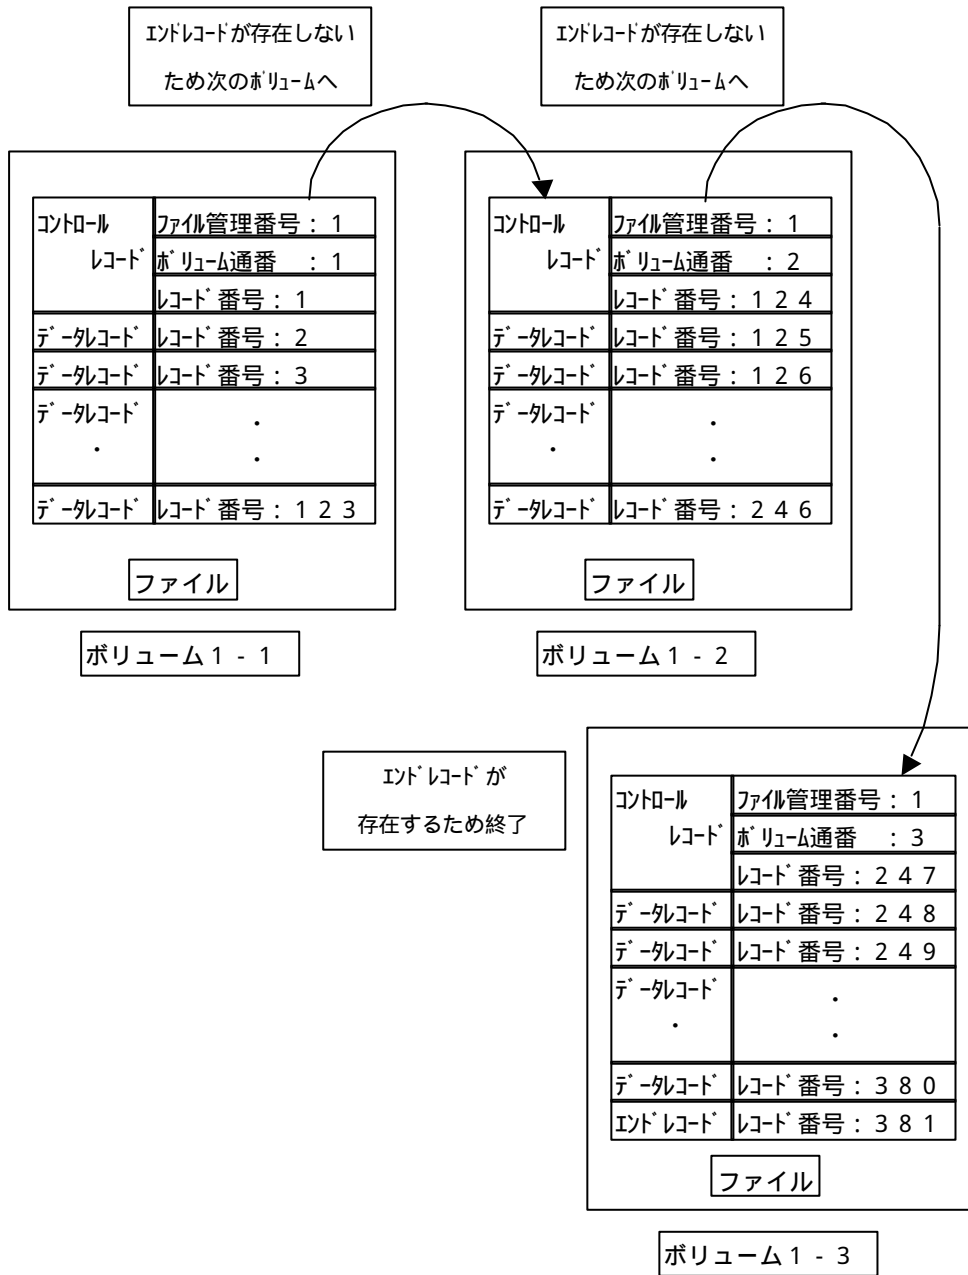 ｴﾝﾄﾞﾚｺｰﾄﾞが存在しない
ため次のﾎﾞﾘｭｰﾑへ
ｴﾝﾄﾞﾚｺｰﾄﾞが存在しない
ため次のﾎﾞﾘｭｰﾑへ
ｺﾝﾄﾛｰﾙ
ﾚｺｰﾄﾞ
ﾌｧｲﾙ管理番号：１
ﾎﾞﾘｭｰﾑ通番　：１
ﾚｺｰﾄﾞ番号：１
ﾃﾞｰﾀﾚｺｰﾄﾞ ﾚｺｰﾄﾞ番号：２
ﾃﾞｰﾀﾚｺｰﾄﾞ ﾚｺｰﾄﾞ番号：３
ﾃﾞｰﾀﾚｺｰﾄﾞ ・
・ ・
ﾃﾞｰﾀﾚｺｰﾄﾞ ﾚｺｰﾄﾞ番号：１２３
ファイル
ボリューム１-１
ｺﾝﾄﾛｰﾙ
ﾚｺｰﾄﾞ
ﾌｧｲﾙ管理番号：１
ﾎﾞﾘｭｰﾑ通番　：２
ﾚｺｰﾄﾞ番号：１２４
ﾃﾞｰﾀﾚｺｰﾄﾞ ﾚｺｰﾄﾞ番号：１２５
ﾃﾞｰﾀﾚｺｰﾄﾞ ﾚｺｰﾄﾞ番号：１２６
ﾃﾞｰﾀﾚｺｰﾄﾞ ・
・ ・
ﾃﾞｰﾀﾚｺｰﾄﾞ ﾚｺｰﾄﾞ番号：２４６
ファイル
ボリューム１-２
ｴﾝﾄﾞﾚｺｰﾄﾞが
存在するため終了
ｺﾝﾄﾛｰﾙ
ﾚｺｰﾄﾞ
ﾌｧｲﾙ管理番号：１
ﾎﾞﾘｭｰﾑ通番　：３
ﾚｺｰﾄﾞ番号：２４７
ﾃﾞｰﾀﾚｺｰﾄﾞ ﾚｺｰﾄﾞ番号：２４８
ﾃﾞｰﾀﾚｺｰﾄﾞ ﾚｺｰﾄﾞ番号：２４９
ﾃﾞｰﾀﾚｺｰﾄﾞ ・
・ ・
ﾃﾞｰﾀﾚｺｰﾄﾞ ﾚｺｰﾄﾞ番号：３８０
ｴﾝﾄﾞﾚｺｰﾄﾞ ﾚｺｰﾄﾞ番号：３８１
ファイル
ボリューム１-３